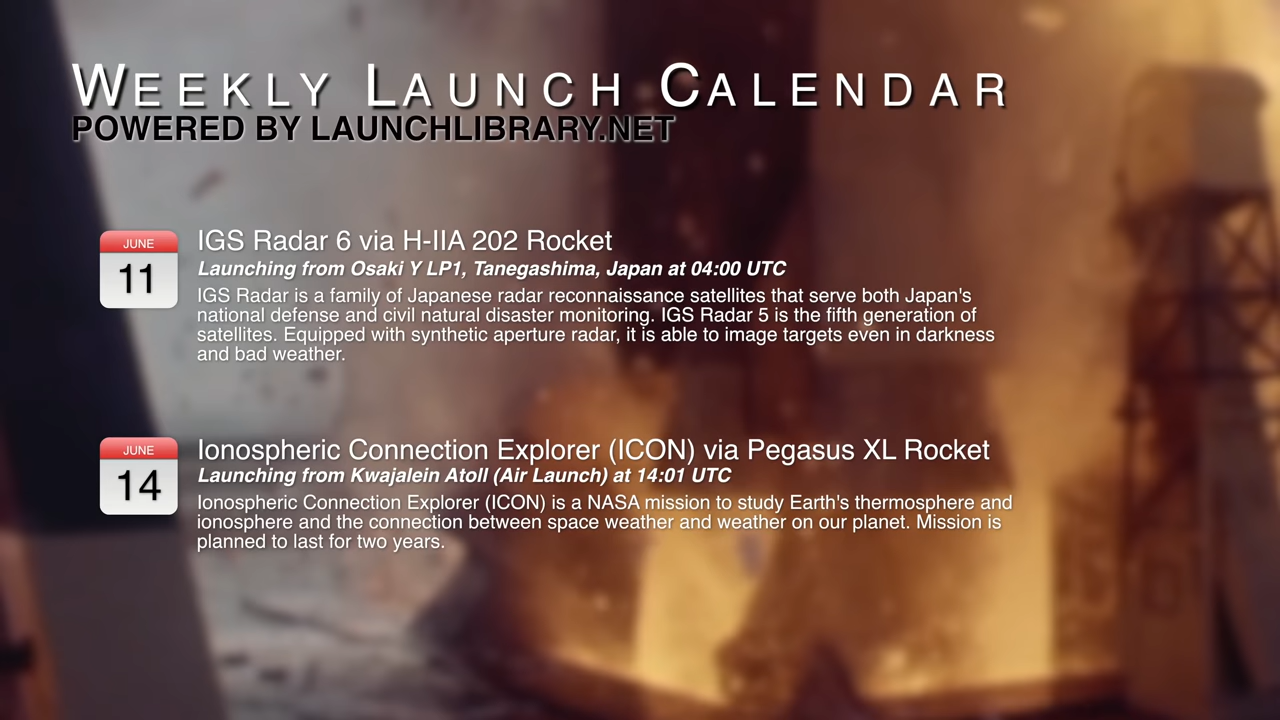 WEEKLY LAUNCH CALENDAR
POWERED BY LAUNCHLIBRARY.NET
JUNE
11
IGS Radar 6 via H-IIA 202 Rocket
Launching from Osaki Y LP1, Tanegashima, Japan at 04:00 UTC
IGS Radar is a family of Japanese radar reconnaissance satellites that serve both Japan's
national defense and civil natural disaster monitoring. IGS Radar 5 is the fifth generation of
satellites. Equipped with synthetic aperture radar, it is able to image targets even in darkness
and bad weather.
JUNE
14
Ionospheric Connection Explorer (ICON) via Pegasus XL Rocket
Launching from Kwajalein Atoll (Air Launch) at 14:01 UTC
Ionospheric Connection Explorer (ICON) is a NASA mission to study Earth's thermosphere and
ionosphere and the connection between space weather and weather on our planet. Mission is
planned to last for two years.